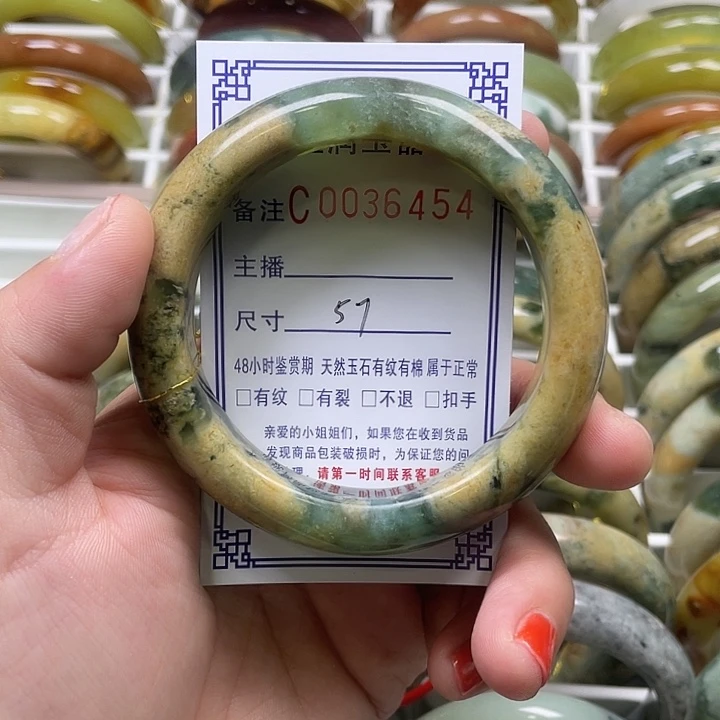 备注C0036454
主播
尺寸 57
48小时鉴赏期 天然玉石有纹有棉 属于正常
□有纹 □有裂 □不退 □扣手
亲爱的小姐姐们，如果您在收到货品
发现商品包装破损时，为保证您的问
理，请第一时间联系客服